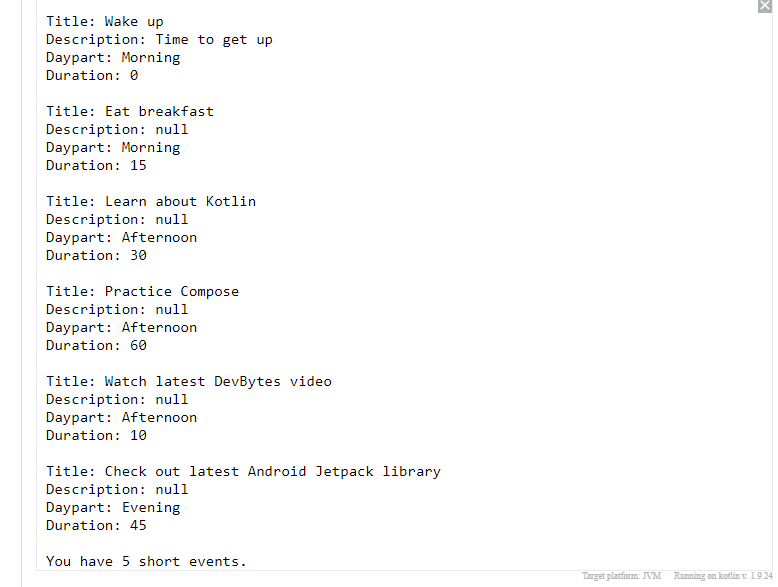 Title: Wake up
Description: Time to get up
Daypart: Morning
Duration: 0
Title: Eat breakfast
Description: null
Daypart: Morning
Duration: 15
Title: Learn about Kotlin
Description: null
Daypart: Afternoon
Duration: 30
Title: Practice Compose
Description: null
Daypart: Afternoon
Duration: 60
Title: Watch latest DevBytes video
Description: null
Daypart: Afternoon
Duration: 10
Title: Check out latest Android Jetpack library
Description: null
Daypart: Evening
Duration: 45
You have 5 short events.
Target platform: JVM Running on kotlin v. 1.9.24